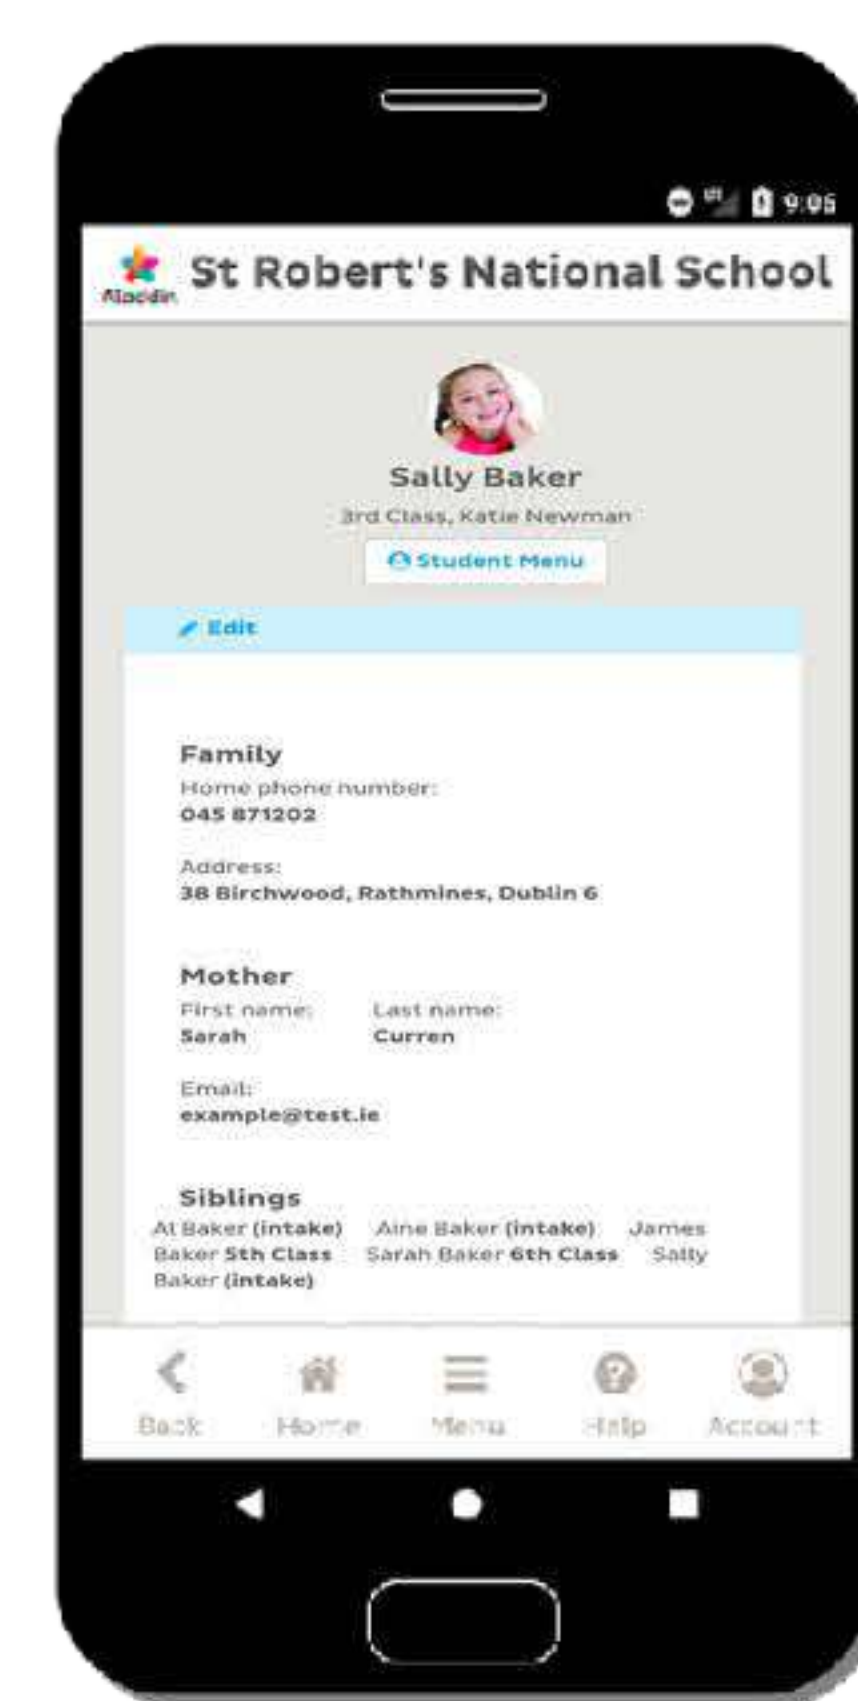 9:05
Aladdin
St Robert's National School
Sally Baker
3rd Class, Katie Newman
Student Menu
Edit
Family
Home phone number:
045 871202
Address:
38 Birchwood, Rathmines, Dublin 6
Mother
First name: Last name:
Sarah Curren
Email:
example@test.ie
Siblings
Al Baker (intake) Aine Baker (intake) James
Baker 5th Class Sarah Baker 6th Class Sally
Baker (intake)
Back Home Menu Help Account